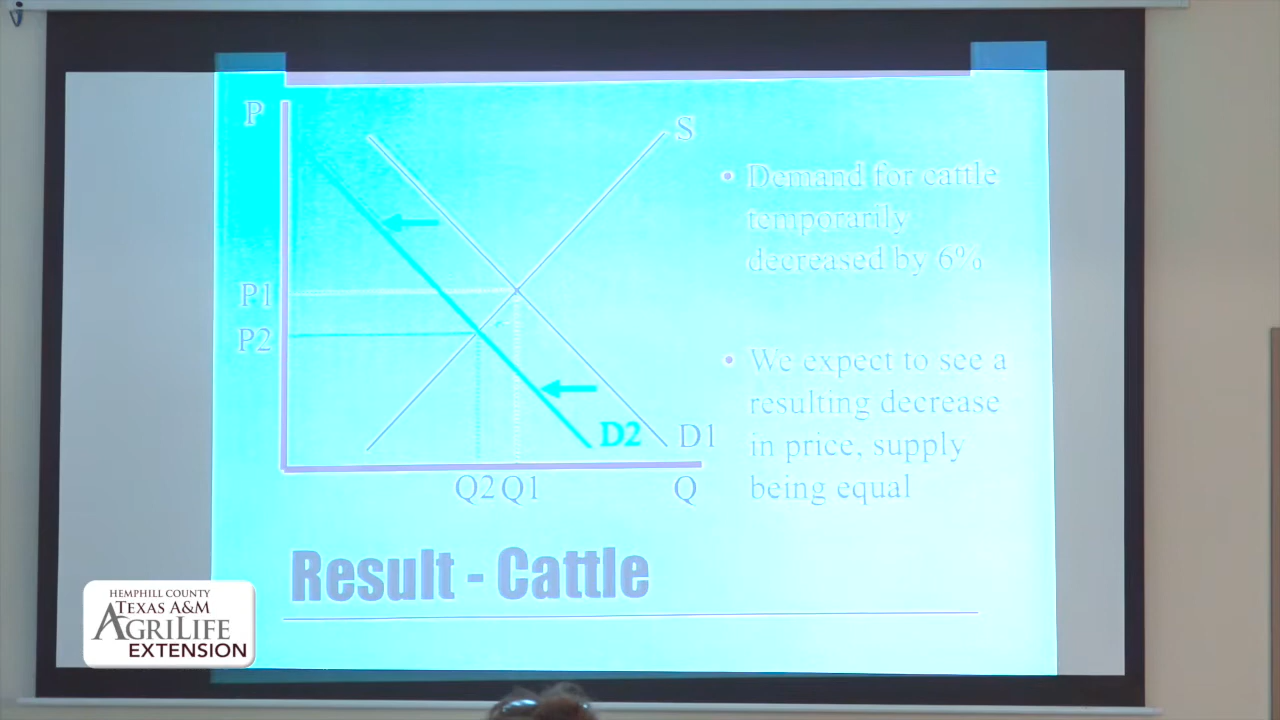 P
S
• Demand for cattle
temporarily
decreased by 6%
P1
P2
• We expect to see a
resulting decrease
in price, supply
being equal
D2
D1
Q2
Q1
Q
Result - Cattle
HEMPHILL COUNTY
TEXAS A&M
AGRILIFE
EXTENSION